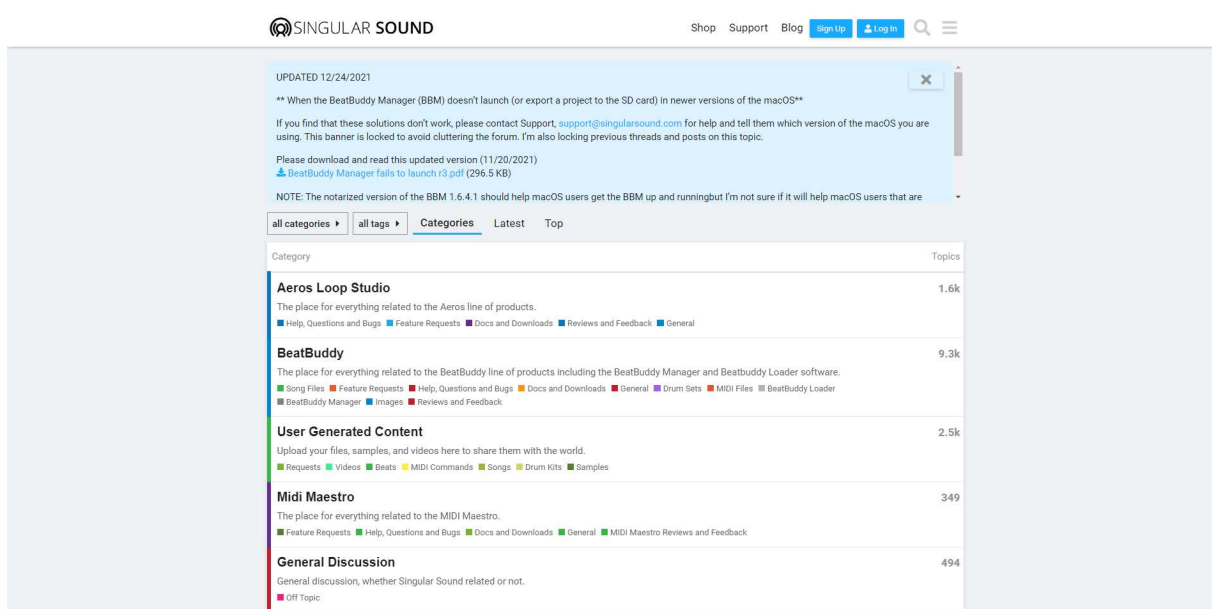 SINGULAR SOUND
Shop Support Blog Sign Up Log In
UPDATED 12/24/2021
** When the BeatBuddy Manager (BBM) doesn't launch (or export a project to the SD card) in newer versions of the macOS**
If you find that these solutions don't work, please contact Support, support@singularsound.com for help and tell them which version of the macOS you are
using. This banner is locked to avoid cluttering the forum. I'm also locking previous threads and posts on this topic.
Please download and read this updated version (11/20/2021)
BeatBuddy Manager fails to launch r3.pdf (296.5 KB)
NOTE: The notarized version of the BBM 1.6.4.1 should help macOS users get the BBM up and runningbut I'm not sure if it will help macOS users that are
all categories all tags Categories Latest Top
Category Topics
Aeros Loop Studio 1.6k
The place for everything related to the Aeros line of products.
Help, Questions and Bugs Feature Requests Docs and Downloads Reviews and Feedback General
BeatBuddy 9.3k
The place for everything related to the BeatBuddy line of products including the BeatBuddy Manager and Beatbuddy Loader software.
Song Files Feature Requests Help, Questions and Bugs Docs and Downloads General Drum Sets MIDI Files BeatBuddy Loader
BeatBuddy Manager Images Reviews and Feedback
User Generated Content 2.5k
Upload your files, samples, and videos here to share them with the world.
Requests Videos Beats MIDI Commands Songs Drum Kits Samples
Midi Maestro 349
The place for everything related to the MIDI Maestro.
Feature Requests Help, Questions and Bugs Docs and Downloads General MIDI Maestro Reviews and Feedback
General Discussion 494
General discussion, whether Singular Sound related or not.
Off Topic